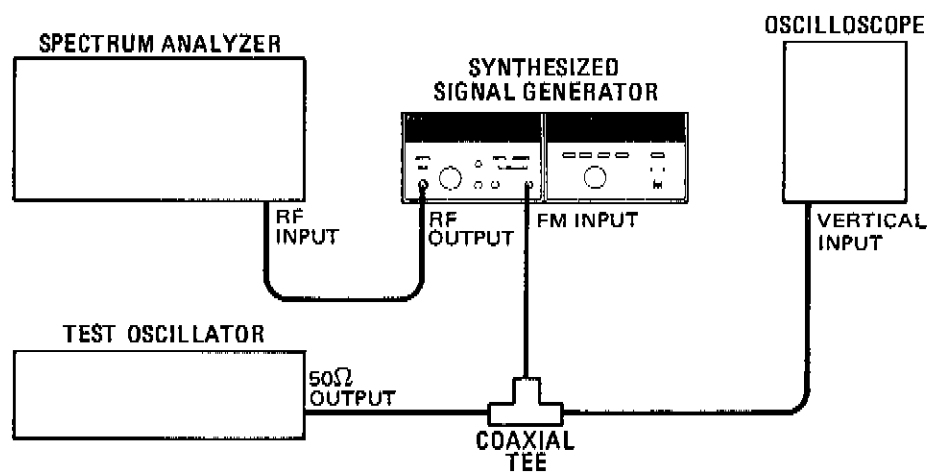 SPECTRUM ANALYZER
SYNTHESIZED
SIGNAL GENERATOR
OSCILLOSCOPE
RF
INPUT
RF
OUTPUT
FM INPUT
VERTICAL
INPUT
TEST OSCILLATOR
50Ω
OUTPUT
COAXIAL
TEE